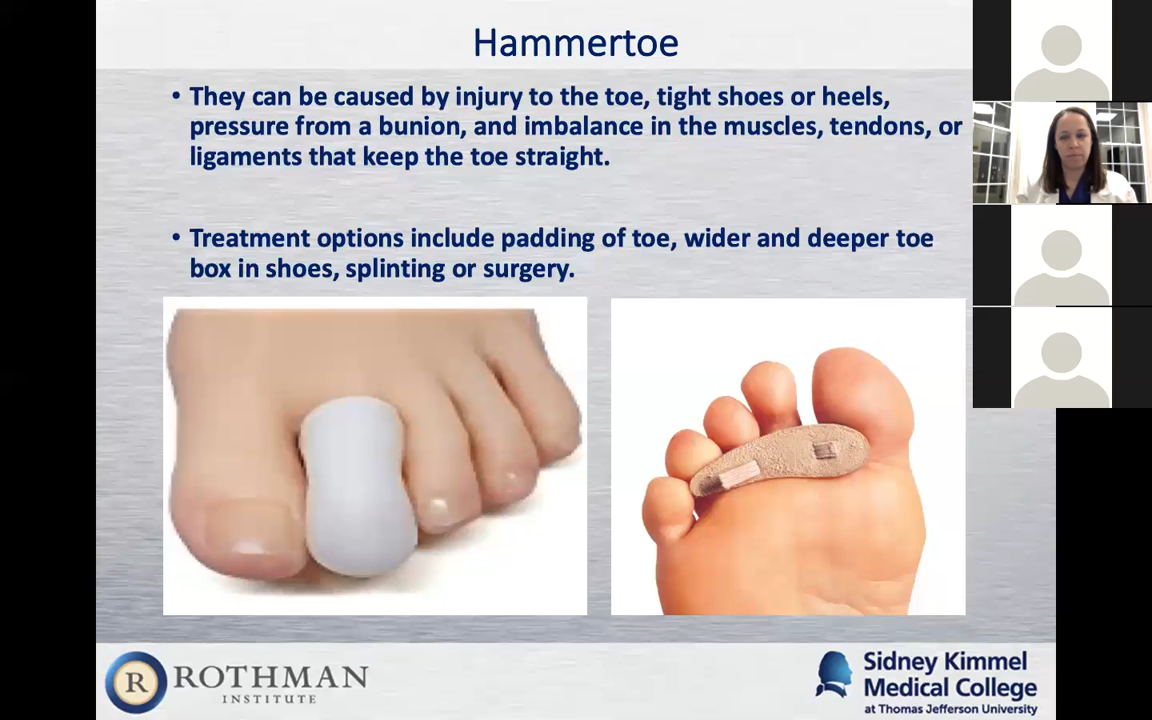 Hammertoe
• They can be caused by injury to the toe, tight shoes or heels,
pressure from a bunion, and imbalance in the muscles, tendons, or
ligaments that keep the toe straight.
• Treatment options include padding of toe, wider and deeper toe
box in shoes, splinting or surgery.
R ROTHMAN
INSTITUTE
Sidney Kimmel
Medical College
at Thomas Jefferson University